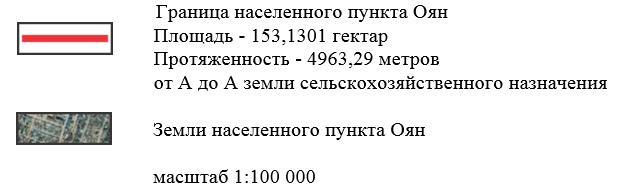 Граница населенного пункта Оян
Площадь - 153,1301 гектар
Протяженность - 4963,29 метров
от А до А земли сельскохозяйственного назначения
Земли населенного пункта Оян
масштаб 1:100 000